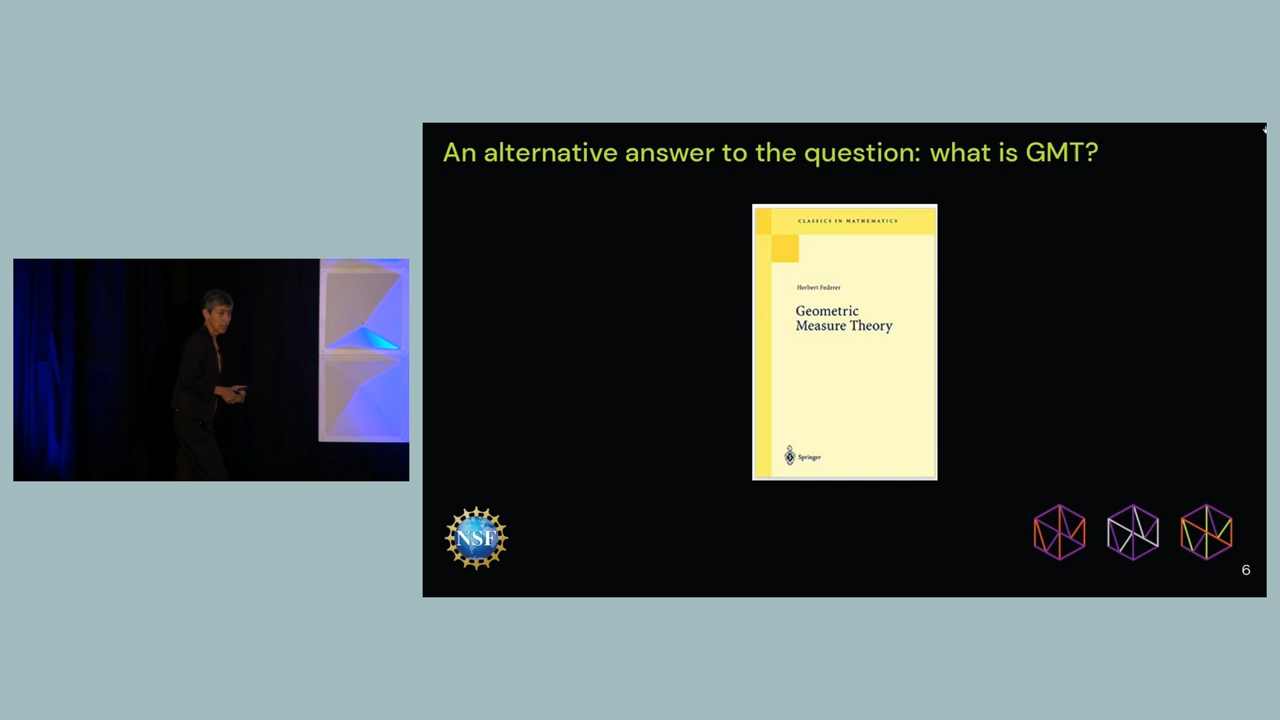 An alternative answer to the question: what is GMT?
CLASSICS IN MATHEMATICS
Herbert Federer
Geometric
Measure Theory
Springer
NSF
6